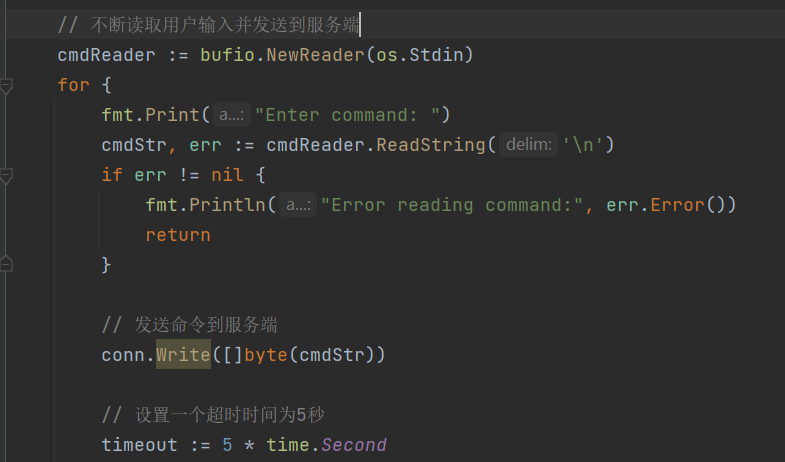 // 不断读取用户输入并发送到服务端
cmdReader := bufio.NewReader(os.Stdin)
for {
fmt.Print( a...: "Enter command: ")
cmdStr, err := cmdReader.ReadString( delim: '\n')
if err != nil {
fmt.Println( a...: "Error reading command:", err.Error())
return
}
// 发送命令到服务端
conn.Write([]byte(cmdStr))
// 设置一个超时时间为5秒
timeout := 5 * time.Second